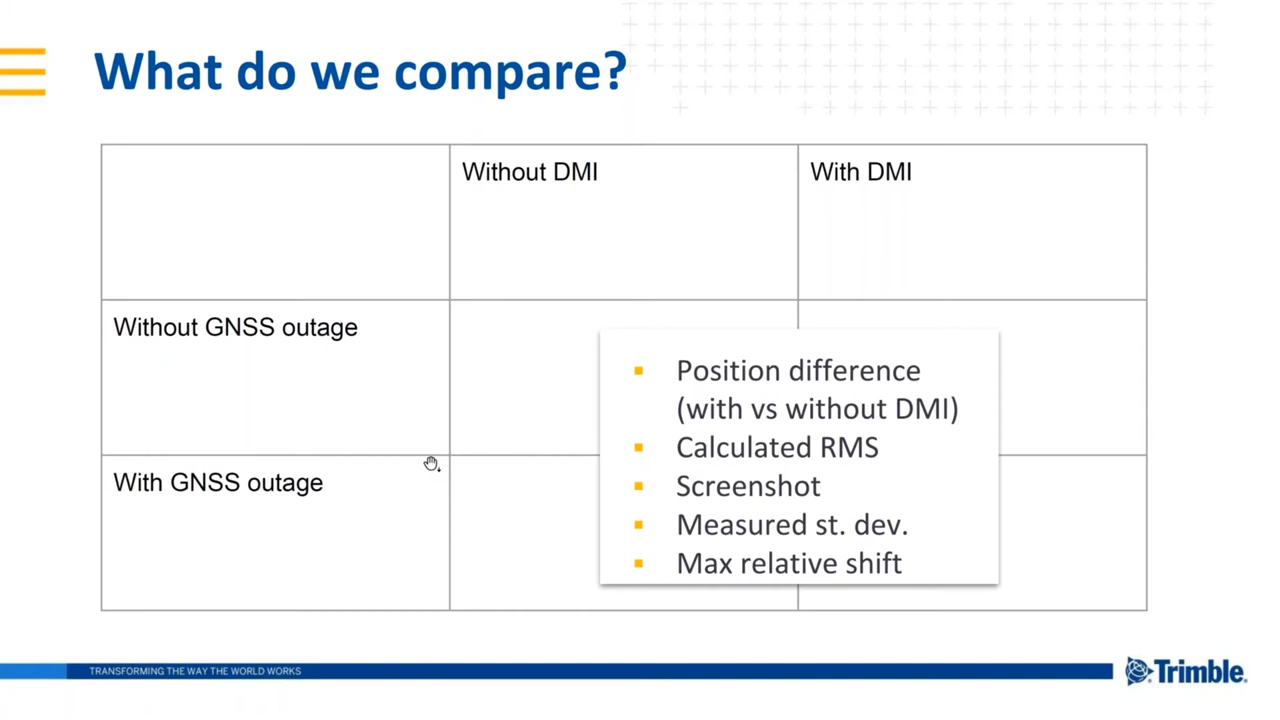 What do we compare?
Without DMI
With DMI
Without GNSS outage
With GNSS outage
▪ Position difference
(with vs without DMI)
▪ Calculated RMS
▪ Screenshot
▪ Measured st. dev.
▪ Max relative shift
TRANSFORMING THE WAY THE WORLD WORKS
Trimble